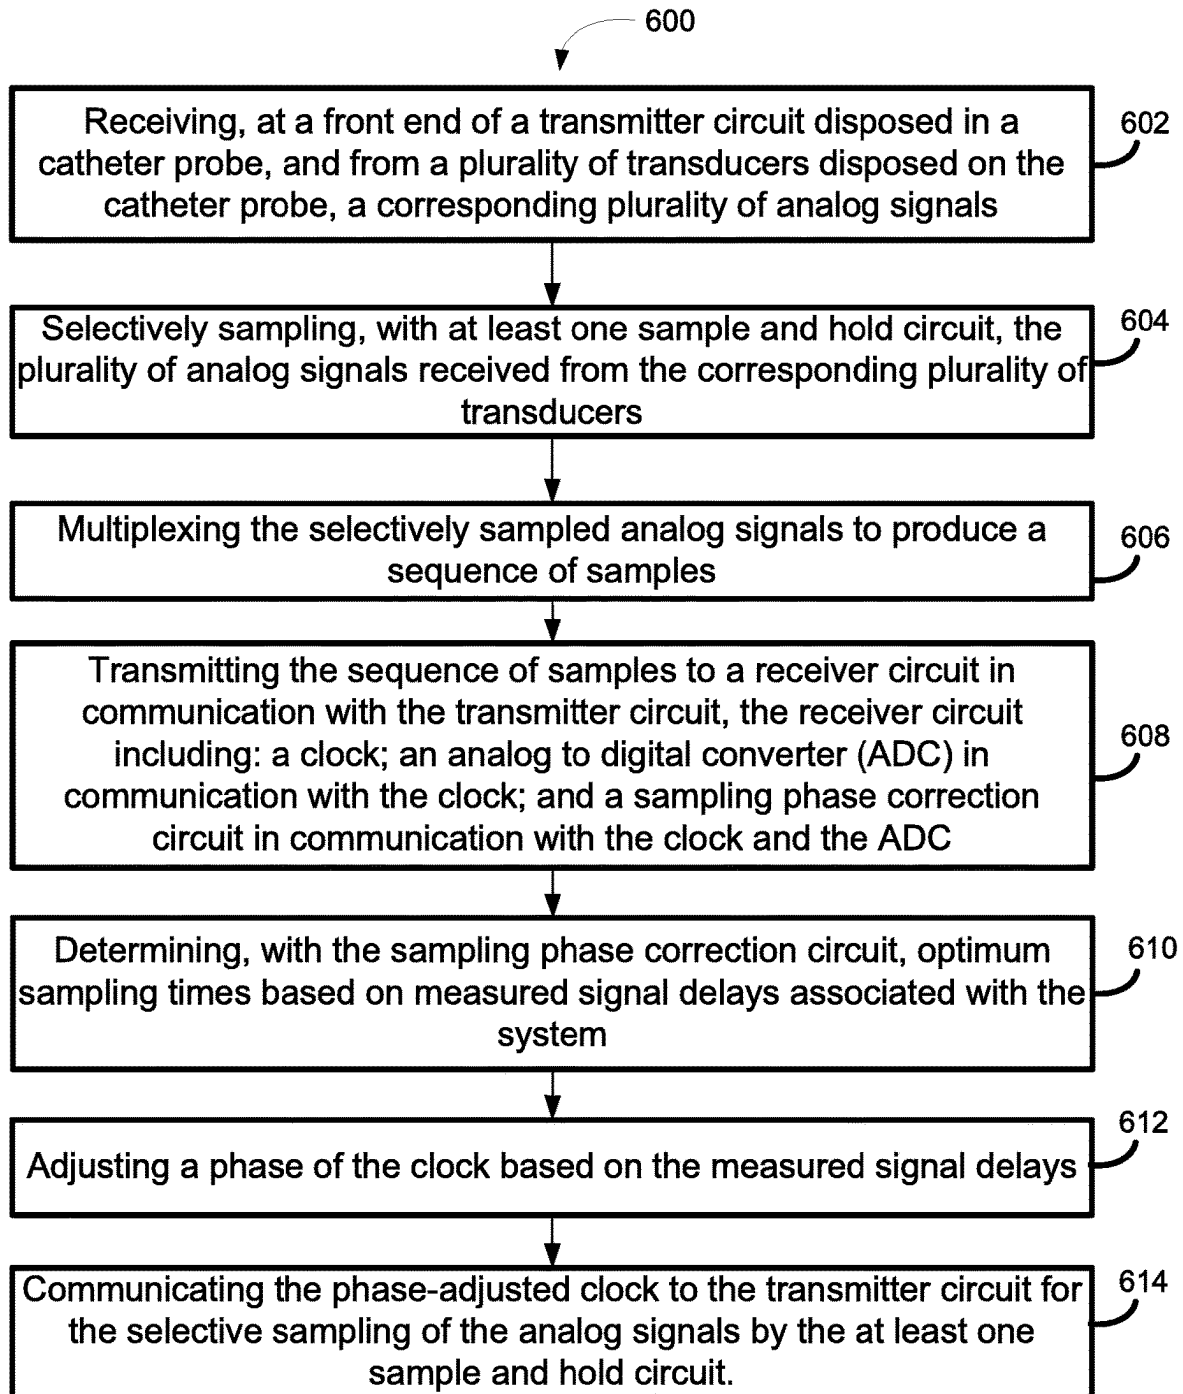 600
Receiving, at a front end of a transmitter circuit disposed in a
catheter probe, and from a plurality of transducers disposed on the
catheter probe, a corresponding plurality of analog signals
602
Selectively sampling, with at least one sample and hold circuit, the
plurality of analog signals received from the corresponding plurality of
transducers
604
Multiplexing the selectively sampled analog signals to produce a
sequence of samples
606
Transmitting the sequence of samples to a receiver circuit in
communication with the transmitter circuit, the receiver circuit
including: a clock; an analog to digital converter (ADC) in
communication with the clock; and a sampling phase correction
circuit in communication with the clock and the ADC
608
Determining, with the sampling phase correction circuit, optimum
sampling times based on measured signal delays associated with the
system
610
Adjusting a phase of the clock based on the measured signal delays
612
Communicating the phase-adjusted clock to the transmitter circuit for
the selective sampling of the analog signals by the at least one
sample and hold circuit.
614